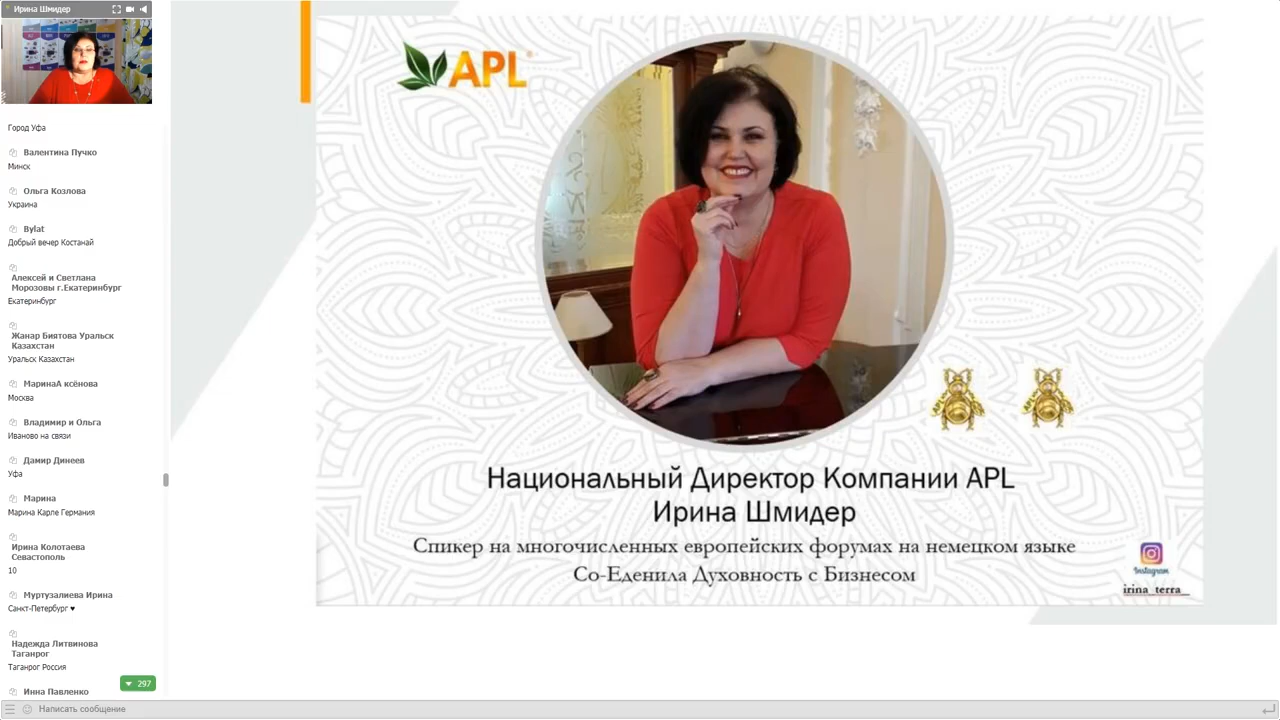 Ирина Шмидер
Город Уфа
Валентина Пучко
Минск
Ольга Козлова
Украина
Bylat
Добрый вечер Костанай
Алексей и Светлана
Морозовы г.Екатеринбург
Екатеринбург
Жанар Биятова Уральск
Казахстан
Уральск Казахстан
МаринаА ксёнова
Москва
Владимир и Ольга
Иваново на связи
Дамир Динеев
Уфа
Марина
Марина Карле Германия
Ирина Колотаева
Севастополь
10
Муртузалиева Ирина
Санкт-Петербург ♥
Надежда Литвинова
Таганрог
Таганрог Россия
Инна Павленко
297
Написать сообщение
APL
Национальный Директор Компании APL
Ирина Шмидер
Спикер на многочисленных европейских форумах на немецком языке
Со-Еденила Духовность с Бизнесом
Instagram
irina_terra_